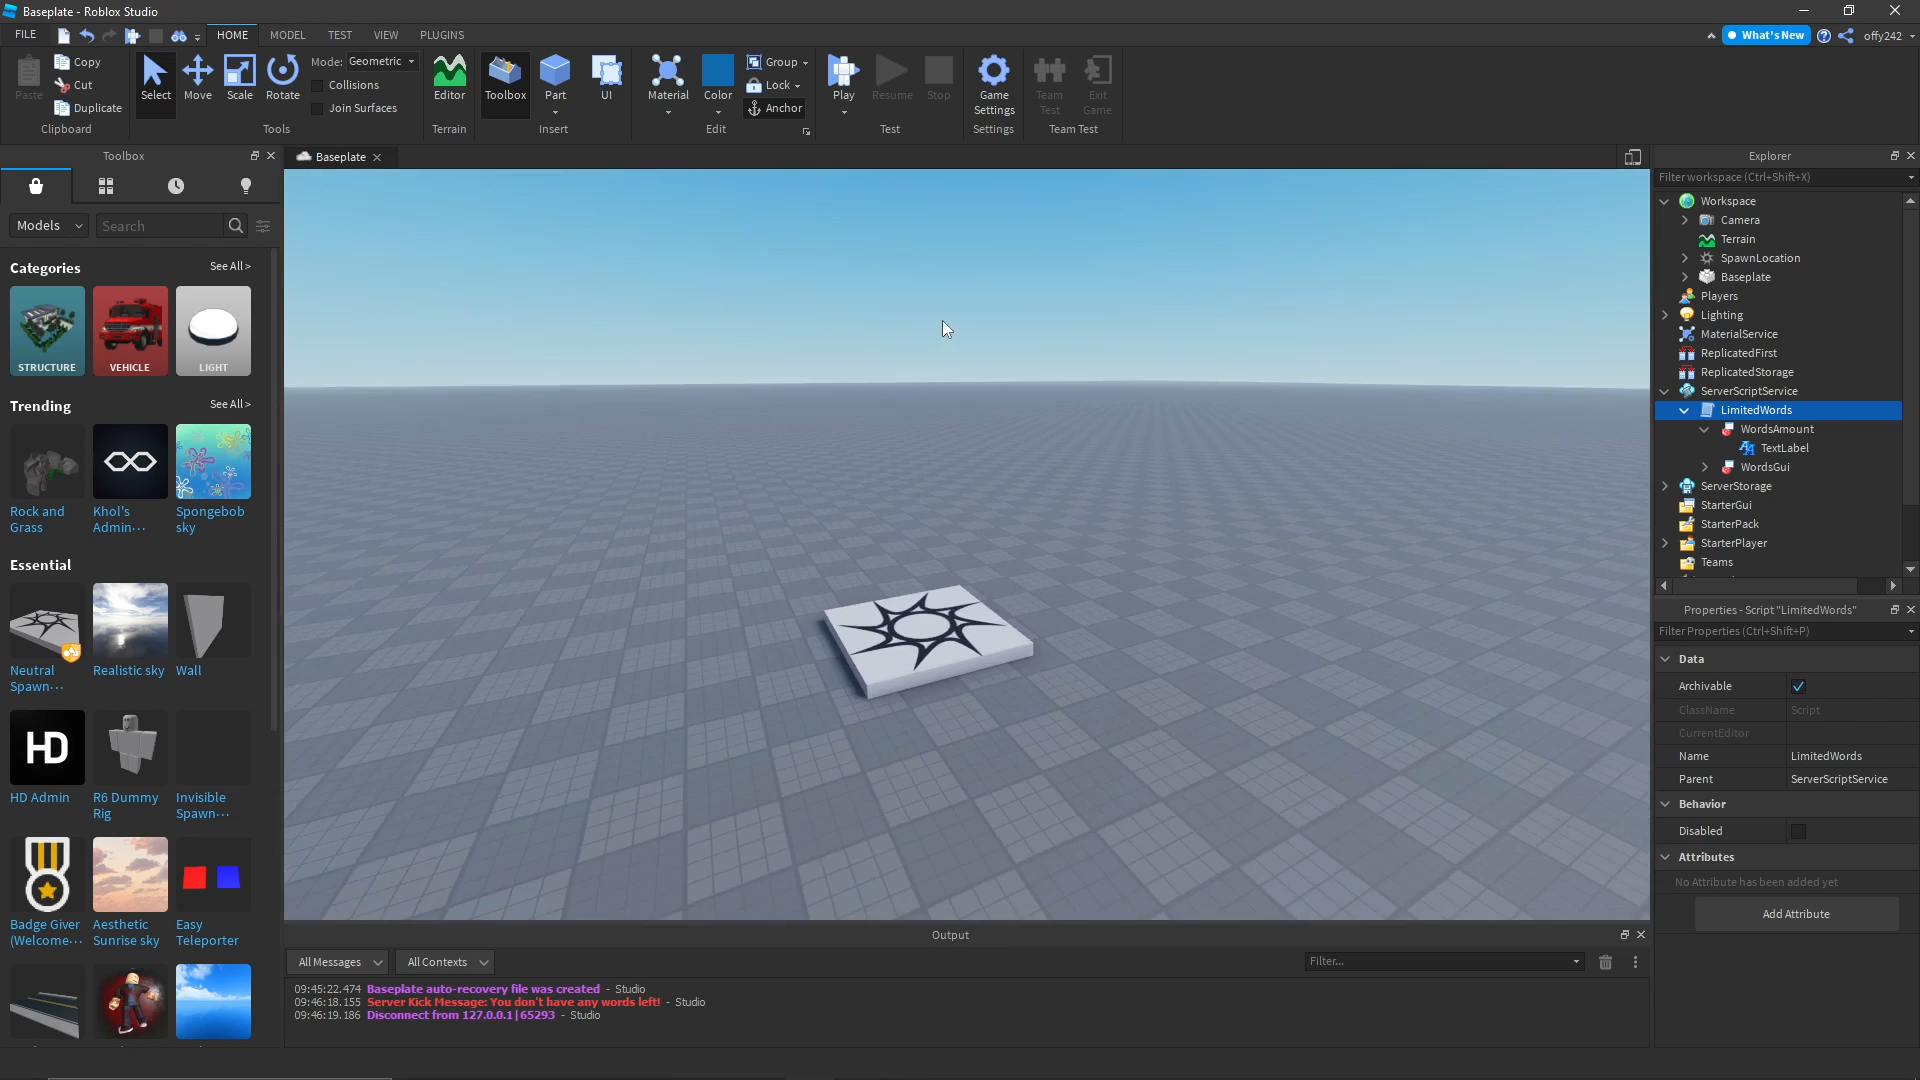 Baseplate - Roblox Studio
FILE HOME MODEL TEST VIEW PLUGINS
What's New offy242
Paste
Copy
Cut
Duplicate
Clipboard
Select Move Scale Rotate
Mode: Geometric
Collisions
Join Surfaces
Tools
Editor
Terrain
Toolbox Part UI
Insert
Material Color
Group
Lock
Anchor
Edit
Play Resume Stop
Test
Game Settings
Settings
Team Test
Exit Game
Team Test
Toolbox
Models Search
Categories See All >
STRUCTURE VEHICLE LIGHT
Trending See All >
Rock and Grass
Khol's Admin···
Spongebob sky
Essential
Neutral Spawn···
Realistic sky
Wall
HD
HD Admin
R6 Dummy Rig
Invisible Spawn···
Badge Giver (Welcome···
Aesthetic Sunrise sky
Easy Teleporter
Baseplate
Explorer
Filter workspace (Ctrl+Shift+X)
Workspace
Camera
Terrain
SpawnLocation
Baseplate
Players
Lighting
MaterialService
ReplicatedFirst
ReplicatedStorage
ServerScriptService
LimitedWords
WordsAmount
TextLabel
WordsGui
ServerStorage
StarterGui
StarterPack
StarterPlayer
Teams
Properties - Script "LimitedWords"
Filter Properties (Ctrl+Shift+P)
Data
Archivable
ClassName Script
CurrentEditor
Name LimitedWords
Parent ServerScriptService
Behavior
Disabled
Attributes
No Attribute has been added yet
Add Attribute
Output
All Messages All Contexts Filter...
09:45:22.474 Baseplate auto-recovery file was created - Studio
09:46:18.155 Server Kick Message: You don't have any words left! - Studio
09:46:19.186 Disconnect from 127.0.0.1|65293 - Studio